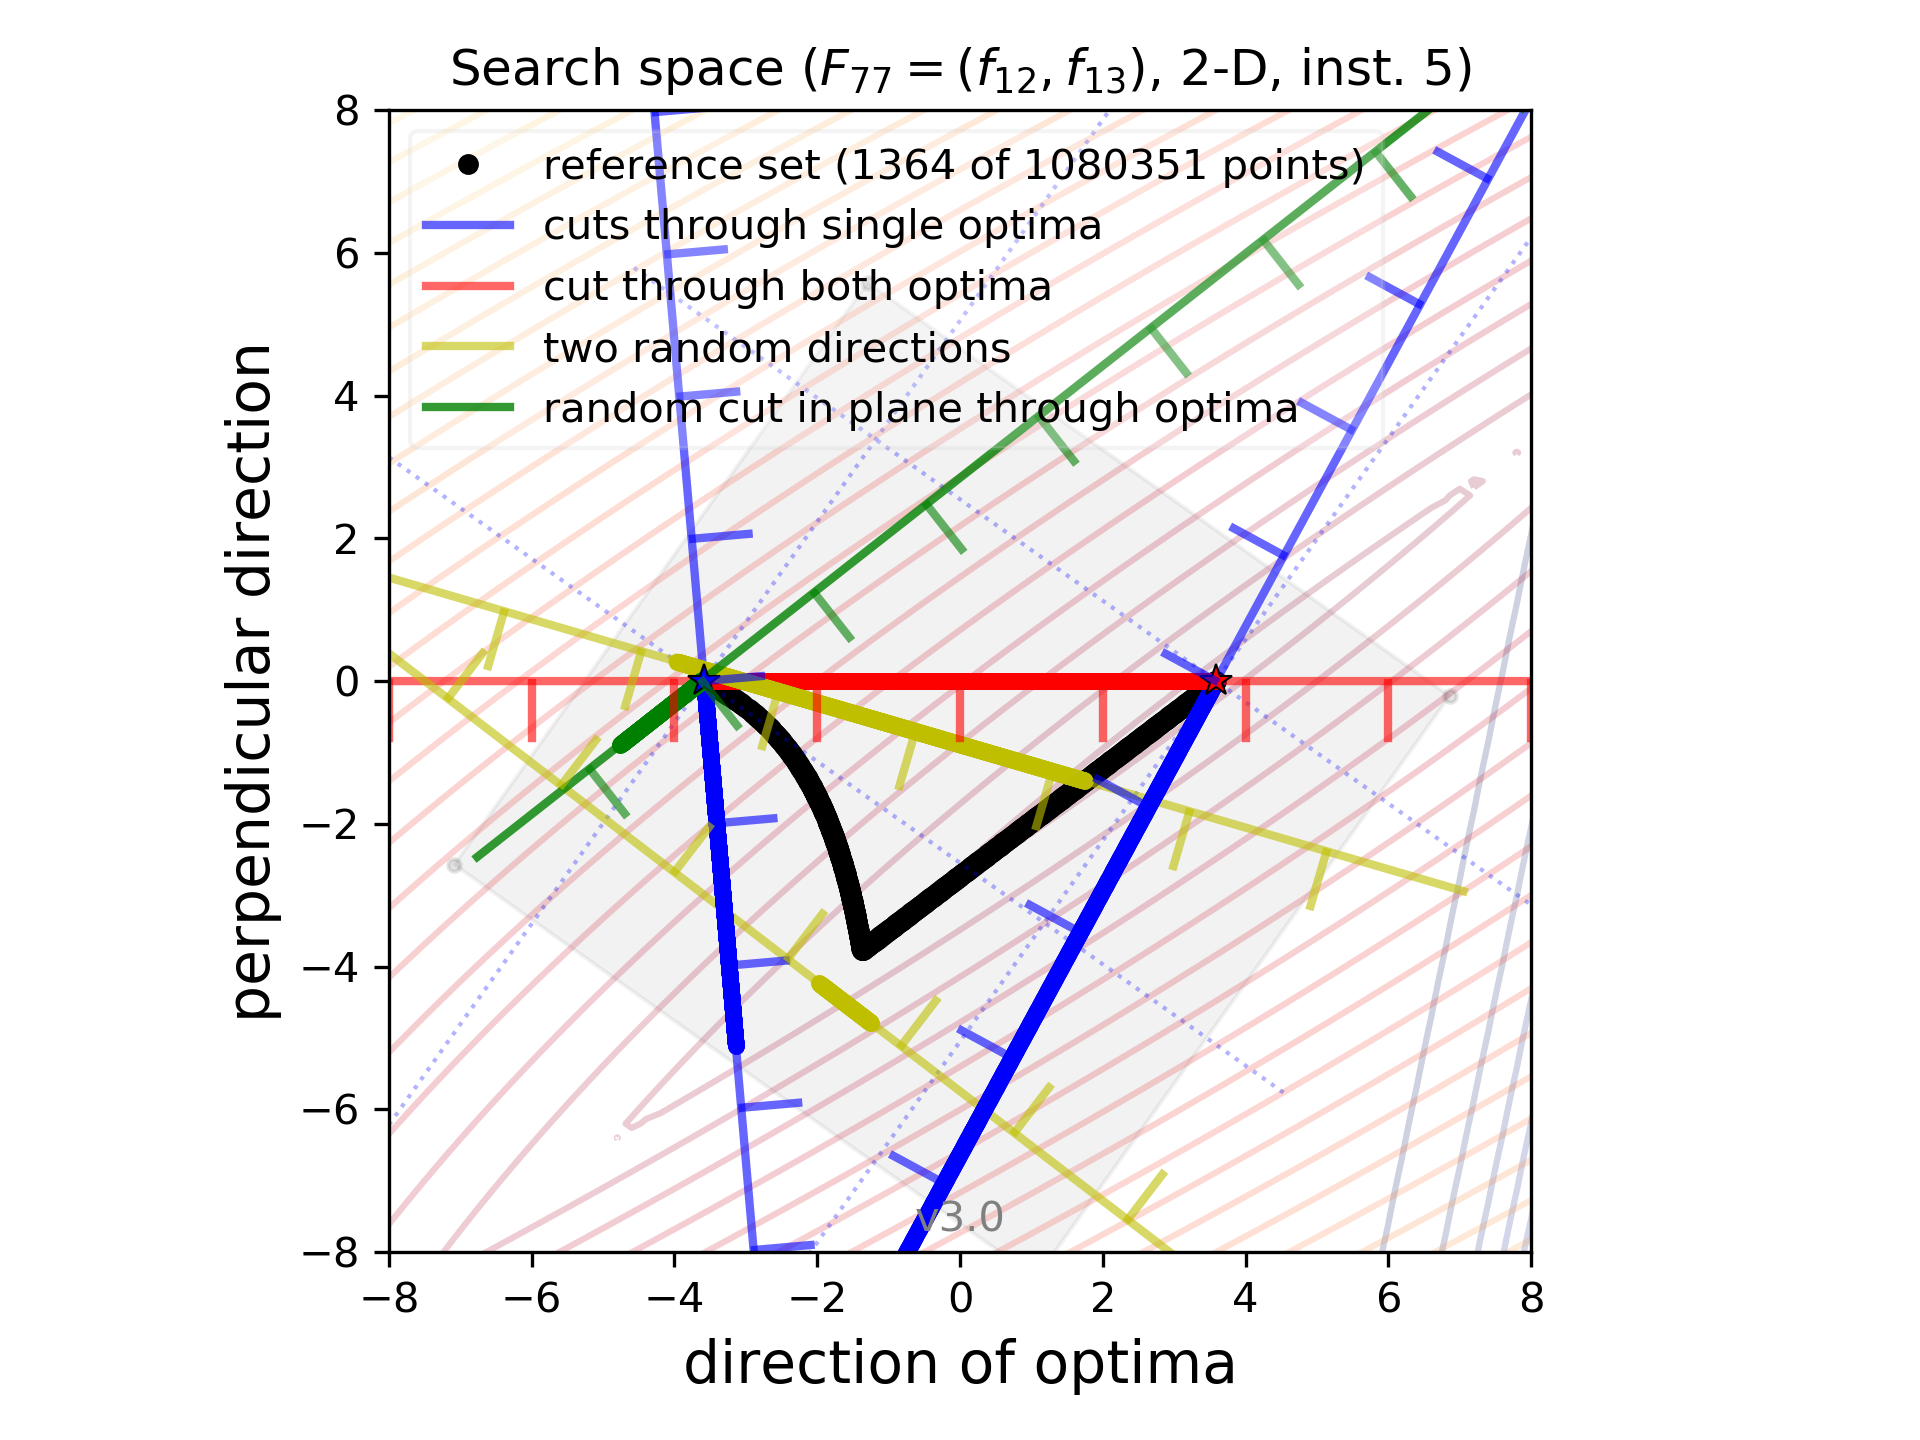 Search space (F₇₇ = (f₁₂, f₁₃), 2-D, inst. 5)
reference set (1364 of 1080351 points)
cuts through single optima
cut through both optima
two random directions
random cut in plane through optima
8
6
4
2
0
−2
−4
−6
−8
perpendicular direction
v3.0
−8 −6 −4 −2 0 2 4 6 8
direction of optima